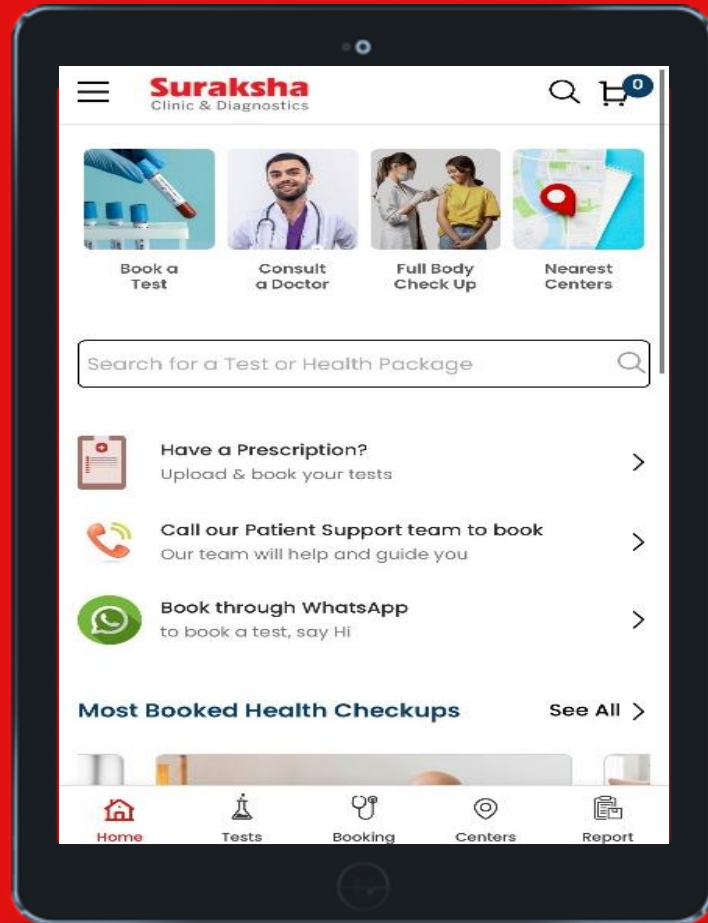 Suraksha
Clinic & Diagnostics
0
Book a
Test
Consult
a Doctor
Full Body
Check Up
Nearest
Centers
Search for a Test or Health Package
Have a Prescription?
Upload & book your tests
Call our Patient Support team to book
Our team will help and guide you
Book through WhatsApp
to book a test, say Hi
Most Booked Health Checkups
See All
Home
Tests
Booking
Centers
Report